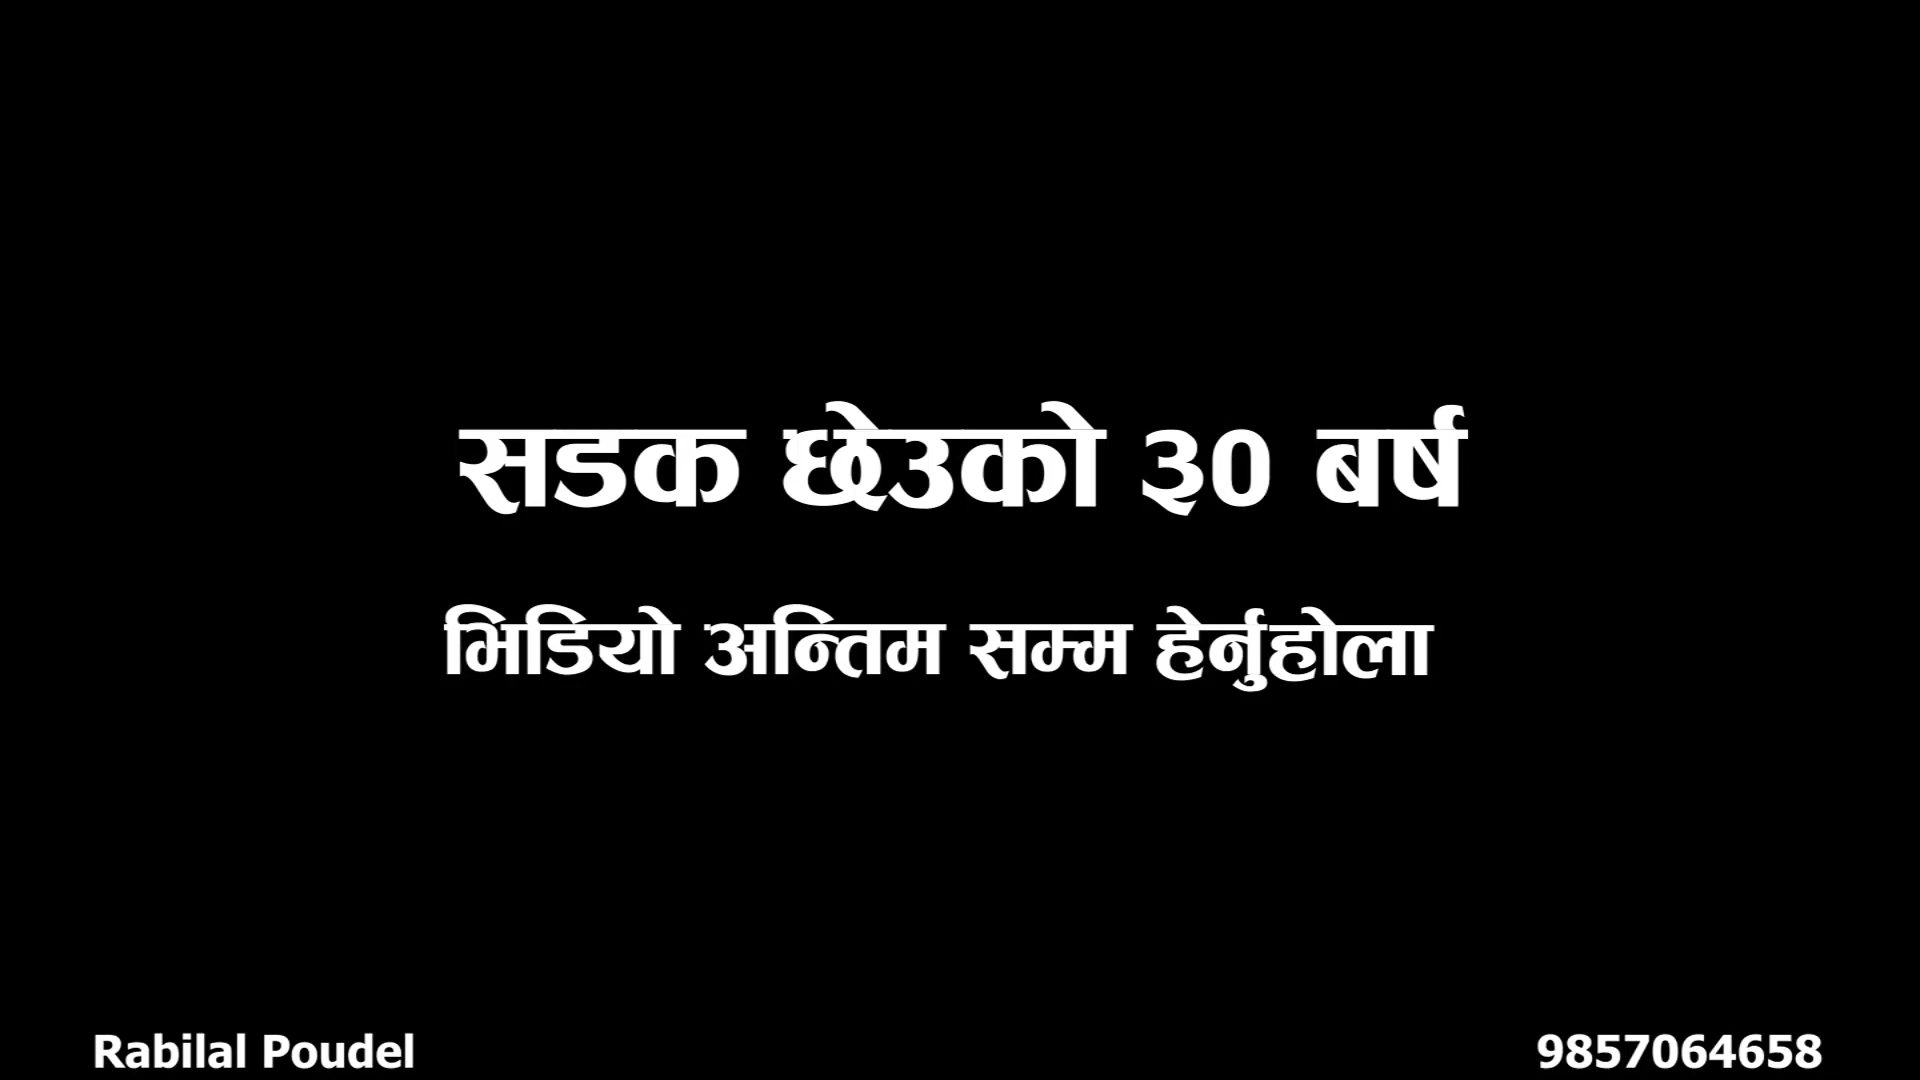 सडक छेउको ३० बर्ष
भिडियो अन्तिम सम्म हेर्नुहोला
Rabilal Poudel
9857064658